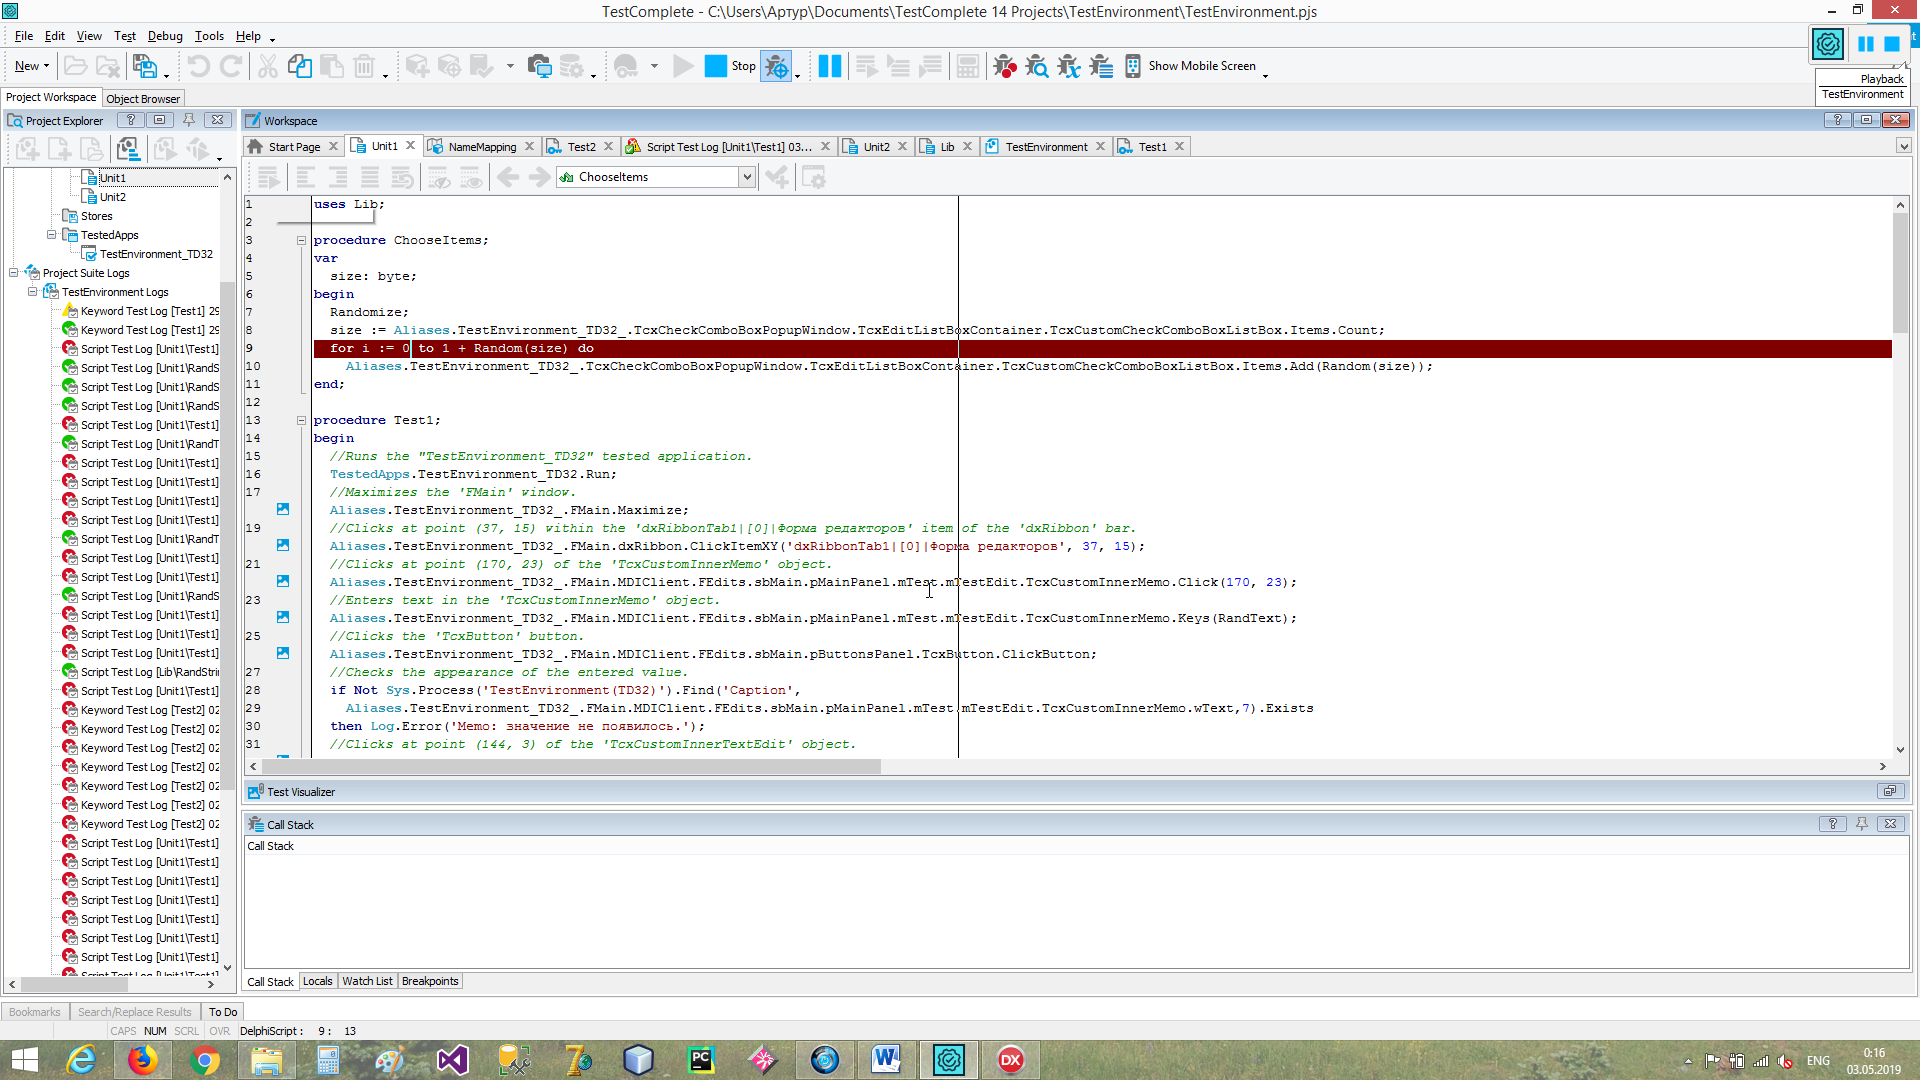 TestComplete - C:\Users\Артур\Documents\TestComplete 14 Projects\TestEnvironment\TestEnvironment.pjs
File Edit View Test Debug Tools Help
New Stop Show Mobile Screen
Playback
TestEnvironment
Project Workspace Object Browser
Project Explorer
Workspace
Start Page Unit1 NameMapping Test2 Script Test Log [Unit1\Test1] 03... Unit2 Lib TestEnvironment Test1
ChooseItems
Unit1
Unit2
Stores
TestedApps
TestEnvironment_TD32
Project Suite Logs
TestEnvironment Logs
Keyword Test Log [Test1] 29
Keyword Test Log [Test1] 29
Script Test Log [Unit1\Test1]
Script Test Log [Unit1\RandS
Script Test Log [Unit1\RandS
Script Test Log [Unit1\RandS
Script Test Log [Unit1\Test1]
Script Test Log [Unit1\RandT
Script Test Log [Unit1\Test1]
Script Test Log [Unit1\Test1]
Script Test Log [Unit1\Test1]
Script Test Log [Unit1\Test1]
Script Test Log [Unit1\RandT
Script Test Log [Unit1\Test1]
Script Test Log [Unit1\Test1]
Script Test Log [Unit1\RandS
Script Test Log [Unit1\Test1]
Script Test Log [Unit1\Test1]
Script Test Log [Unit1\Test1]
Script Test Log [Lib\RandStri
Script Test Log [Unit1\Test1]
Keyword Test Log [Test2] 02
Keyword Test Log [Test2] 02
Keyword Test Log [Test2] 02
Keyword Test Log [Test2] 02
Keyword Test Log [Test2] 02
Keyword Test Log [Test2] 02
Keyword Test Log [Test2] 02
Script Test Log [Unit1\Test1]
Script Test Log [Unit1\Test1]
Script Test Log [Unit1\Test1]
Script Test Log [Unit1\Test1]
Script Test Log [Unit1\Test1]
Script Test Log [Unit1\Test1]
Script Test Log [Unit1\Test1]
Script Test Log [Unit1\Test1]
1 uses Lib;
2
3 procedure ChooseItems;
4 var
5 size: byte;
6 begin
7 Randomize;
8 size := Aliases.TestEnvironment_TD32_.TcxCheckComboBoxPopupWindow.TcxEditListBoxContainer.TcxCustomCheckComboBoxListBox.Items.Count;
9 for i := 0 to 1 + Random(size) do
10 Aliases.TestEnvironment_TD32_.TcxCheckComboBoxPopupWindow.TcxEditListBoxContainer.TcxCustomCheckComboBoxListBox.Items.Add(Random(size));
11 end;
12
13 procedure Test1;
14 begin
15 //Runs the "TestEnvironment_TD32" tested application.
16 TestedApps.TestEnvironment_TD32.Run;
17 //Maximizes the 'FMain' window.
Aliases.TestEnvironment_TD32_.FMain.Maximize;
19 //Clicks at point (37, 15) within the 'dxRibbonTab1|[0]|Форма редакторов' item of the 'dxRibbon' bar.
Aliases.TestEnvironment_TD32_.FMain.dxRibbon.ClickItemXY('dxRibbonTab1|[0]|Форма редакторов', 37, 15);
21 //Clicks at point (170, 23) of the 'TcxCustomInnerMemo' object.
Aliases.TestEnvironment_TD32_.FMain.MDIClient.FEdits.sbMain.pMainPanel.mTest.mTestEdit.TcxCustomInnerMemo.Click(170, 23);
23 //Enters text in the 'TcxCustomInnerMemo' object.
Aliases.TestEnvironment_TD32_.FMain.MDIClient.FEdits.sbMain.pMainPanel.mTest.mTestEdit.TcxCustomInnerMemo.Keys(RandText);
25 //Clicks the 'TcxButton' button.
Aliases.TestEnvironment_TD32_.FMain.MDIClient.FEdits.sbMain.pButtonsPanel.TcxButton.ClickButton;
27 //Checks the appearance of the entered value.
28 if Not Sys.Process('TestEnvironment(TD32)').Find('Caption',
29 Aliases.TestEnvironment_TD32_.FMain.MDIClient.FEdits.sbMain.pMainPanel.mTest.mTestEdit.TcxCustomInnerMemo.wText,7).Exists
30 then Log.Error('Memo: значение не появилось.');
31 //Clicks at point (144, 3) of the 'TcxCustomInnerTextEdit' object.
Test Visualizer
Call Stack
Call Stack
Call Stack Locals Watch List Breakpoints
Bookmarks Search/Replace Results To Do
CAPS NUM SCRL OVR DelphiScript : 9 : 13
ENG
0:16
03.05.2019